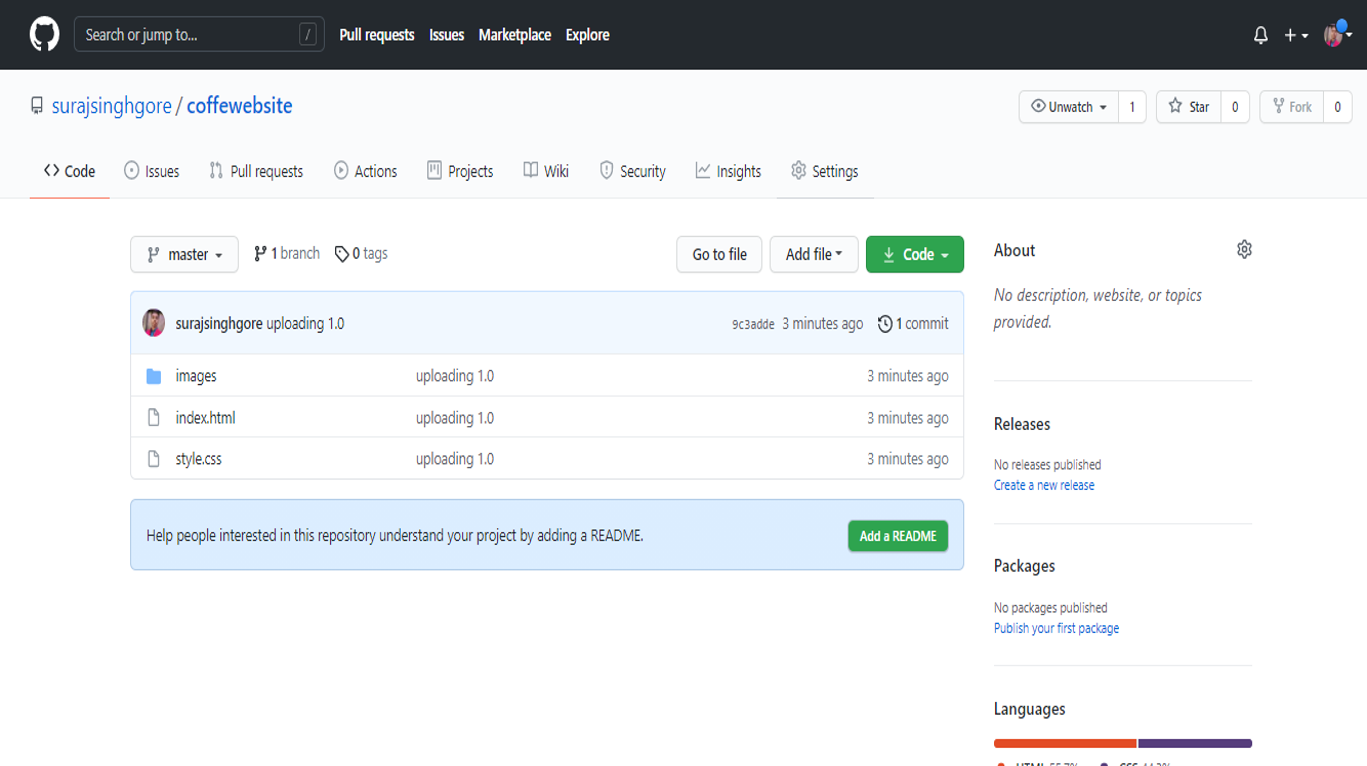 Search or jump to... / Pull requests Issues Marketplace Explore
surajsinghgore / coffewebsite Unwatch 1 Star 0 Fork 0
Code Issues Pull requests Actions Projects Wiki Security Insights Settings
master 1 branch 0 tags Go to file Add file Code
surajsinghgore uploading 1.0 9c3adde 3 minutes ago 1 commit
images uploading 1.0 3 minutes ago
index.html uploading 1.0 3 minutes ago
style.css uploading 1.0 3 minutes ago
Help people interested in this repository understand your project by adding a README. Add a README
About
No description, website, or topics
provided.
Releases
No releases published
Create a new release
Packages
No packages published
Publish your first package
Languages